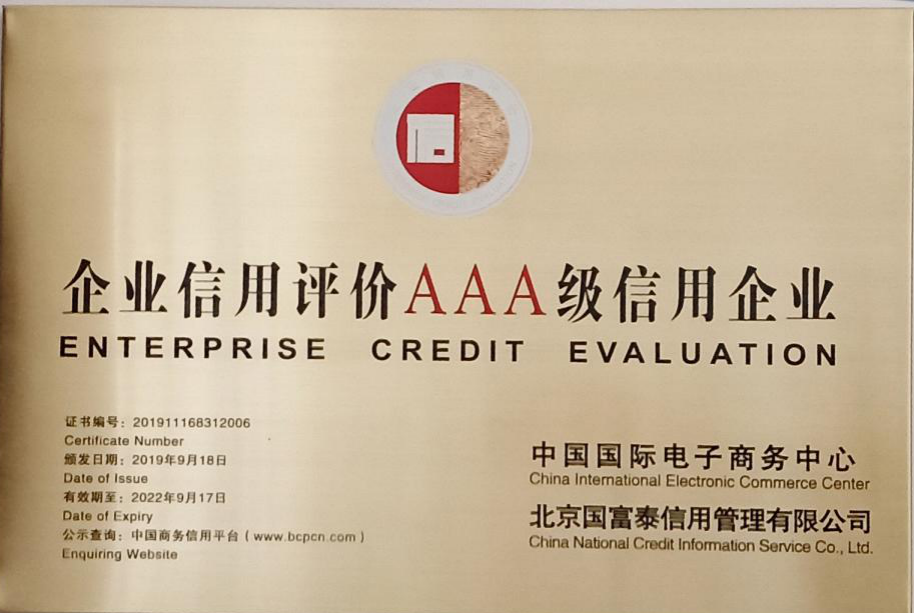 企业信用评价AAA级信用企业
ENTERPRISE CREDIT EVALUATION
证书编号：201911168312006
Certificate Number
颁发日期：2019年9月18日
Date of Issue
有效期至：2022年9月17日
Date of Expiry
公示查询：中国商务信用平台（www.bcpcn.com）
Enquiring Website
中国国际电子商务中心
China International Electronic Commerce Center
北京国富泰信用管理有限公司
China National Credit Information Service Co., Ltd.